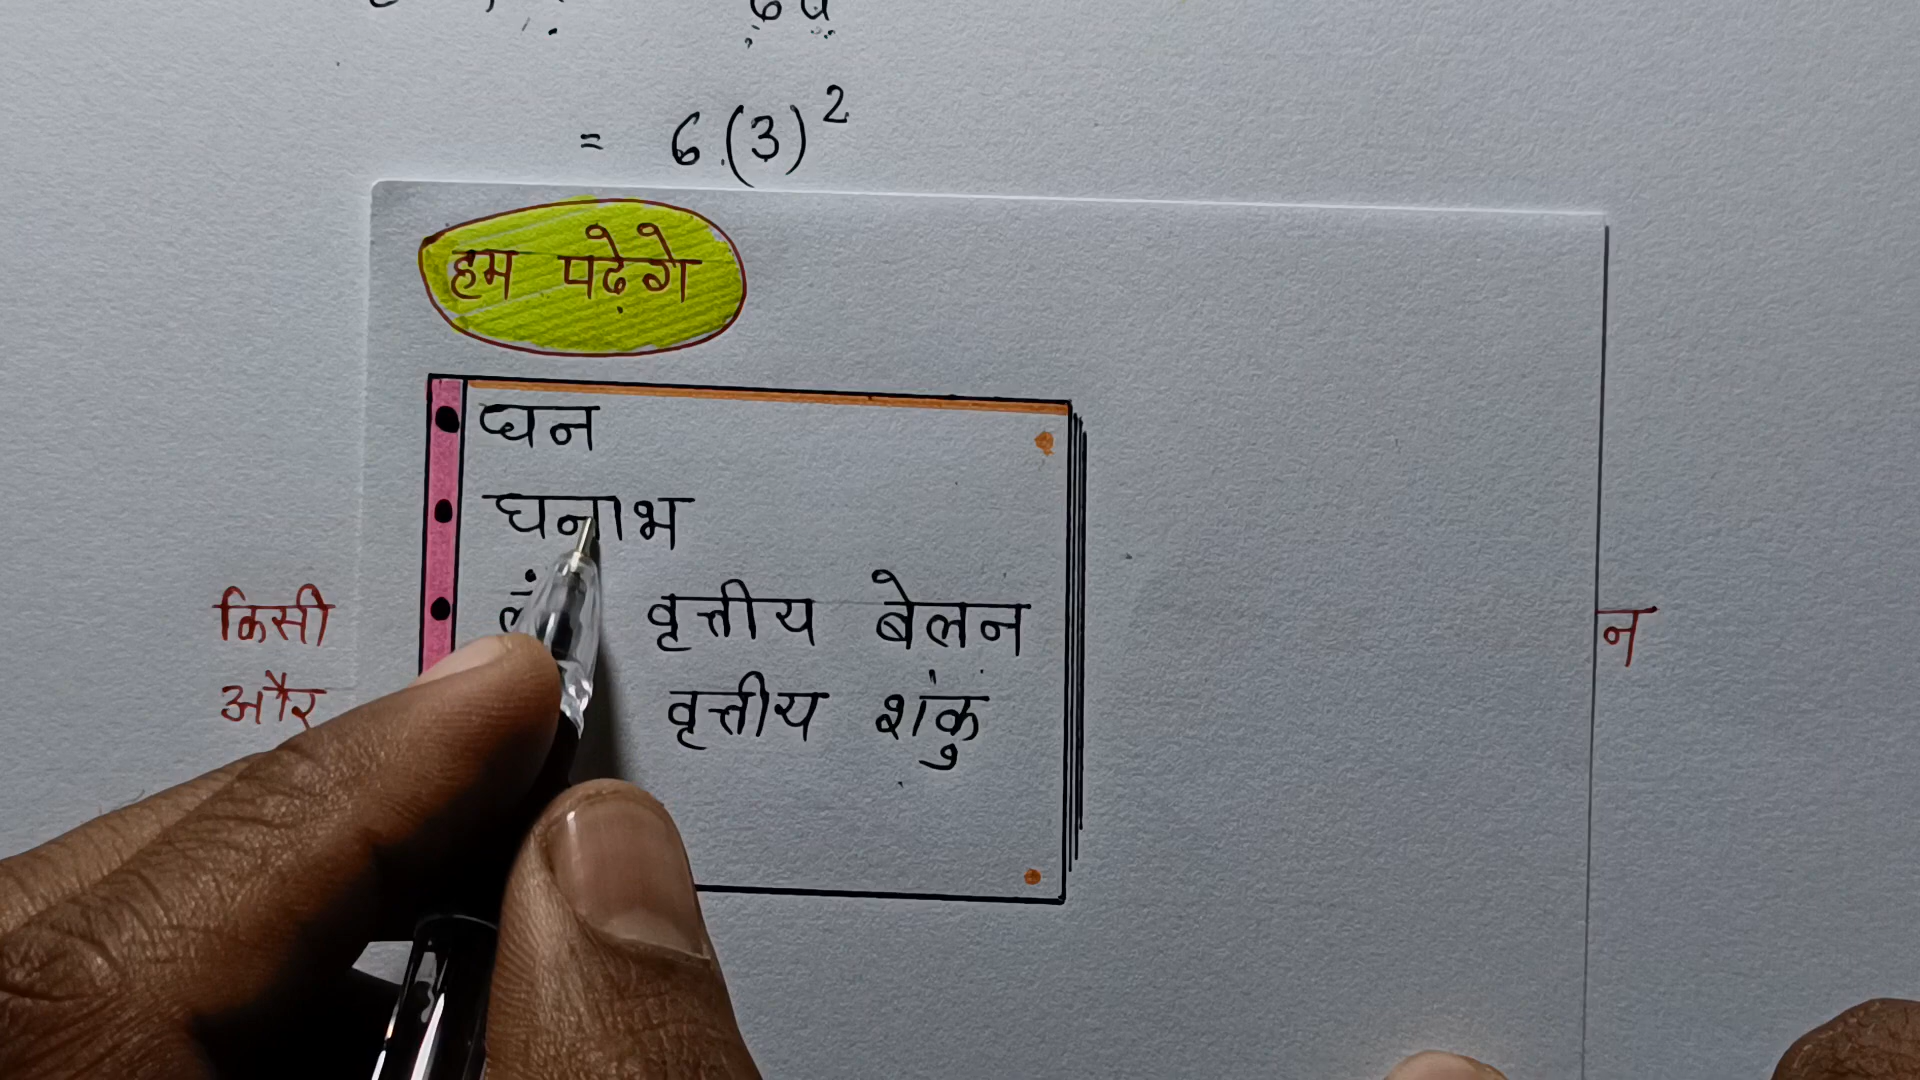 = 6(3)²
हम पढ़ेगे
घन
घनाभ
वृत्तीय बेलन
किसी
न
और
वृत्तीय शंकु